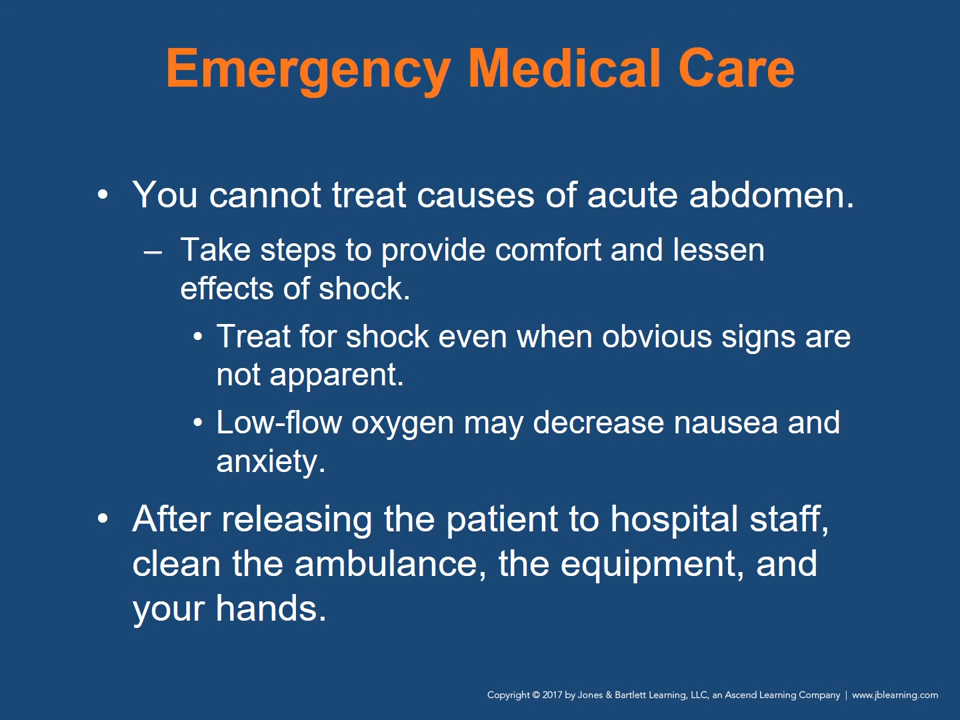 Emergency Medical Care
• You cannot treat causes of acute abdomen.
– Take steps to provide comfort and lessen
effects of shock.
• Treat for shock even when obvious signs are
not apparent.
• Low-flow oxygen may decrease nausea and
anxiety.
• After releasing the patient to hospital staff,
clean the ambulance, the equipment, and
your hands.
Copyright © 2017 by Jones & Bartlett Learning, LLC, an Ascend Learning Company | www.jblearning.com